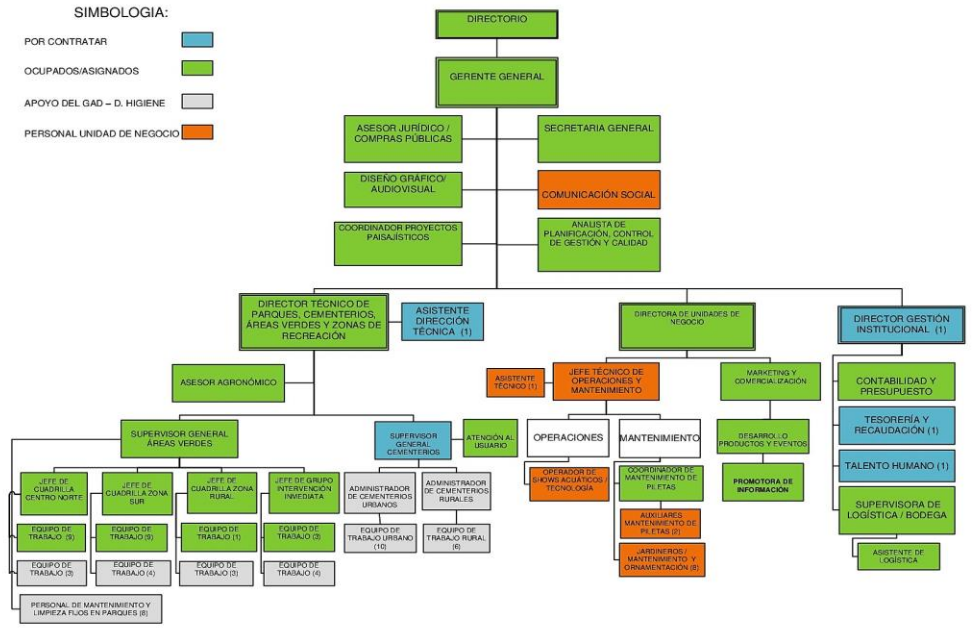 SIMBOLOGIA:
POR CONTRATAR
OCUPADOS/ASIGNADOS
APOYO DEL GAD – D. HIGIENE
PERSONAL UNIDAD DE NEGOCIO
DIRECTORIO
GERENTE GENERAL
ASESOR JURÍDICO /
COMPRAS PÚBLICAS
SECRETARIA GENERAL
DISEÑO GRÁFICO/
AUDIOVISUAL
COMUNICACIÓN SOCIAL
COORDINADOR PROYECTOS
PAISAJÍSTICOS
ANALISTA DE
PLANIFICACIÓN, CONTROL
DE GESTIÓN Y CALIDAD
DIRECTOR TÉCNICO DE
PARQUES, CEMENTERIOS,
ÁREAS VERDES Y ZONAS DE
RECREACIÓN
ASISTENTE
DIRECCIÓN
TÉCNICA (1)
DIRECTORA DE UNIDADES DE
NEGOCIO
DIRECTOR GESTIÓN
INSTITUCIONAL (1)
ASESOR AGRONÓMICO
ASISTENTE
TÉCNICO (1)
JEFE TÉCNICO DE
OPERACIONES Y
MANTENIMIENTO
MARKETING Y
COMERCIALIZACIÓN
CONTABILIDAD Y
PRESUPUESTO
SUPERVISOR GENERAL
ÁREAS VERDES
SUPERVISOR
GENERAL
CEMENTERIOS
ATENCIÓN AL
USUARIO
OPERACIONES
MANTENIMIENTO
DESARROLLO
PRODUCTOS Y EVENTOS
TESORERÍA Y
RECAUDACIÓN (1)
JEFE DE
CUADRILLA
CENTRO NORTE
JEFE DE
CUADRILLA ZONA
SUR
JEFE DE
CUADRILLA ZONA
RURAL
JEFE DE GRUPO
INTERVENCIÓN
INMEDIATA
ADMINISTRADOR
DE CEMENTERIOS
URBANOS
ADMINISTRADOR
DE CEMENTERIOS
RURALES
OPERADOR DE
SHOWS ACUÁTICOS /
TECNOLOGÍA
COORDINADOR DE
MANTENIMIENTO DE
PILETAS
PROMOTORA DE
INFORMACIÓN
TALENTO HUMANO (1)
EQUIPO DE
TRABAJO (9)
EQUIPO DE
TRABAJO (9)
EQUIPO DE
TRABAJO (1)
EQUIPO DE
TRABAJO (3)
EQUIPO DE
TRABAJO URBANO
(10)
EQUIPO DE
TRABAJO RURAL
(6)
AUXILIARES
MANTENIMIENTO DE
PILETAS (2)
SUPERVISORA DE
LOGÍSTICA / BODEGA
EQUIPO DE
TRABAJO (3)
EQUIPO DE
TRABAJO (4)
EQUIPO DE
TRABAJO (3)
EQUIPO DE
TRABAJO (4)
JARDINEROS /
MANTENIMIENTO Y
ORNAMENTACIÓN (8)
ASISTENTE DE
LOGÍSTICA
PERSONAL DE MANTENIMIENTO Y
LIMPIEZA FIJOS EN PARQUES (8)